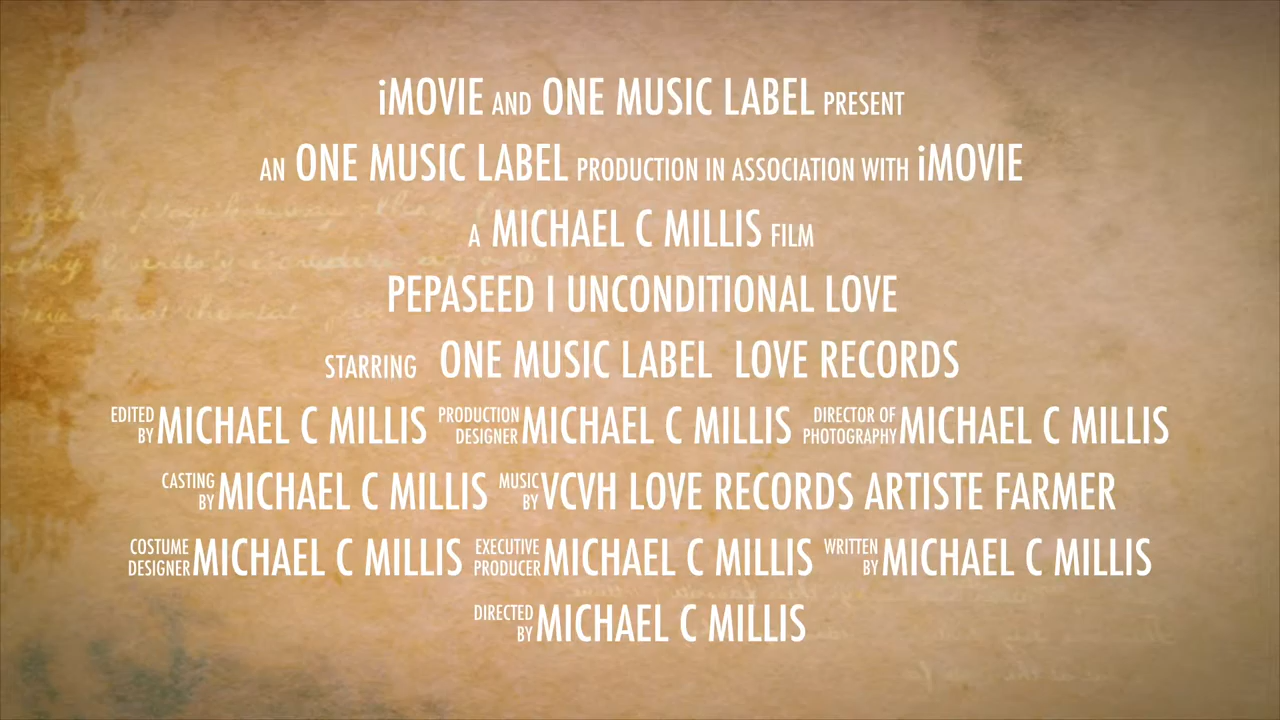 iMOVIE AND ONE MUSIC LABEL PRESENT
AN ONE MUSIC LABEL PRODUCTION IN ASSOCIATION WITH iMOVIE
A MICHAEL C MILLIS FILM
PEPASEED I UNCONDITIONAL LOVE
STARRING ONE MUSIC LABEL LOVE RECORDS
EDITED BY MICHAEL C MILLIS PRODUCTION DESIGNER MICHAEL C MILLIS DIRECTOR OF PHOTOGRAPHY MICHAEL C MILLIS
CASTING BY MICHAEL C MILLIS MUSIC BY VCVH LOVE RECORDS ARTISTE FARMER
COSTUME DESIGNER MICHAEL C MILLIS EXECUTIVE PRODUCER MICHAEL C MILLIS WRITTEN BY MICHAEL C MILLIS
DIRECTED BY MICHAEL C MILLIS